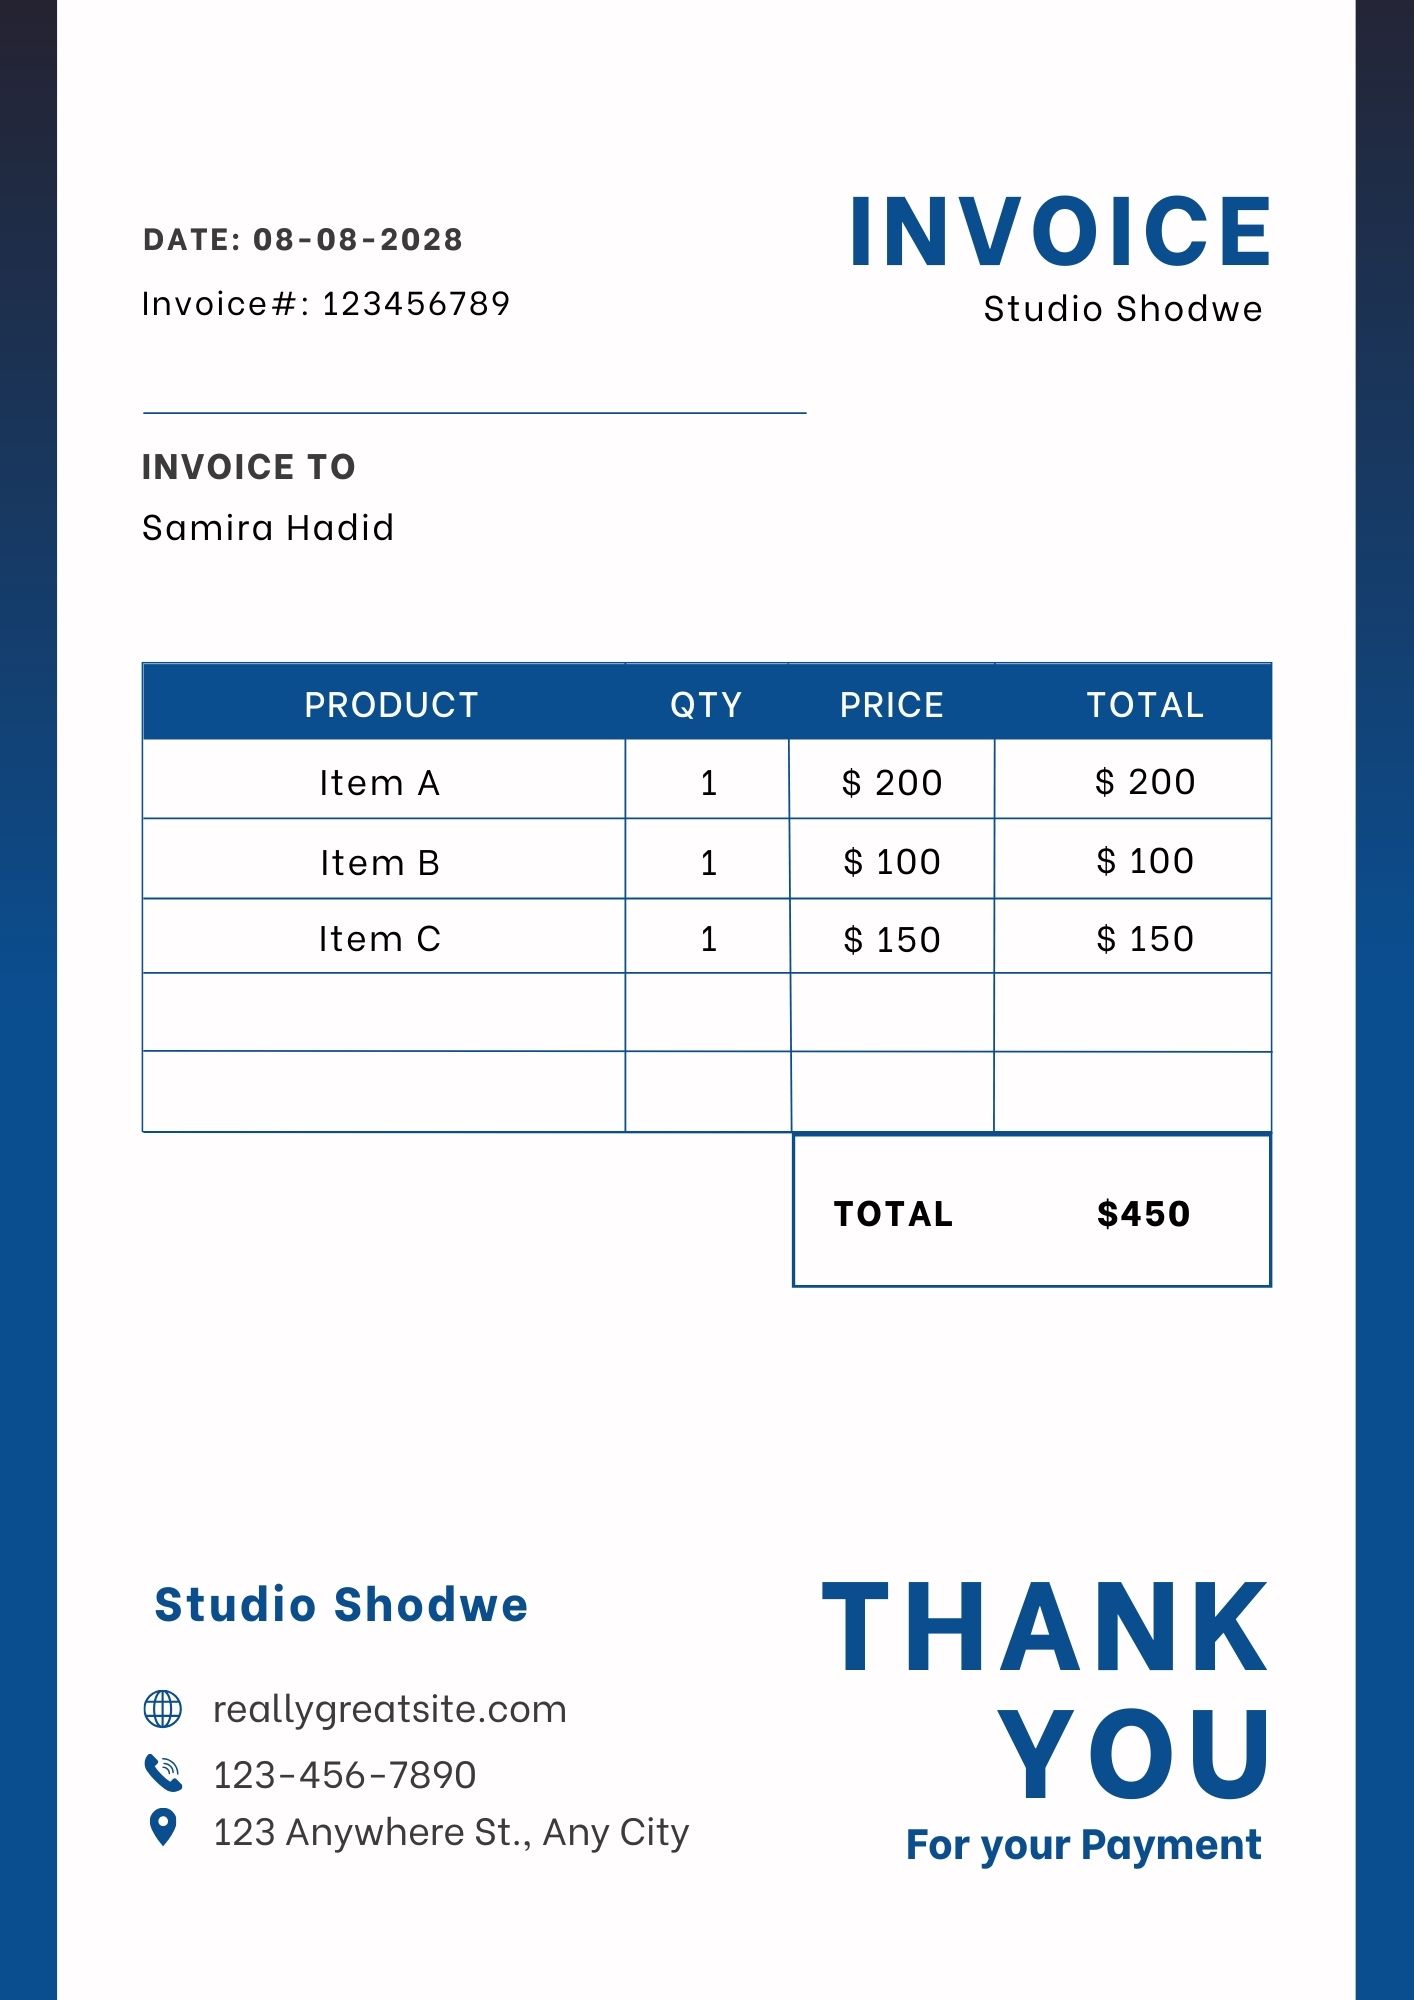 INVOICE
Studio Shodwe
DATE: 08-08-2028
Invoice#: 123456789
INVOICE TO
Samira Hadid
PRODUCT QTY PRICE TOTAL
Item A 1 $ 200 $ 200
Item B 1 $ 100 $ 100
Item C 1 $ 150 $ 150
TOTAL $450
Studio Shodwe
reallygreatsite.com
123-456-7890
123 Anywhere St., Any City
THANK
YOU
For your Payment